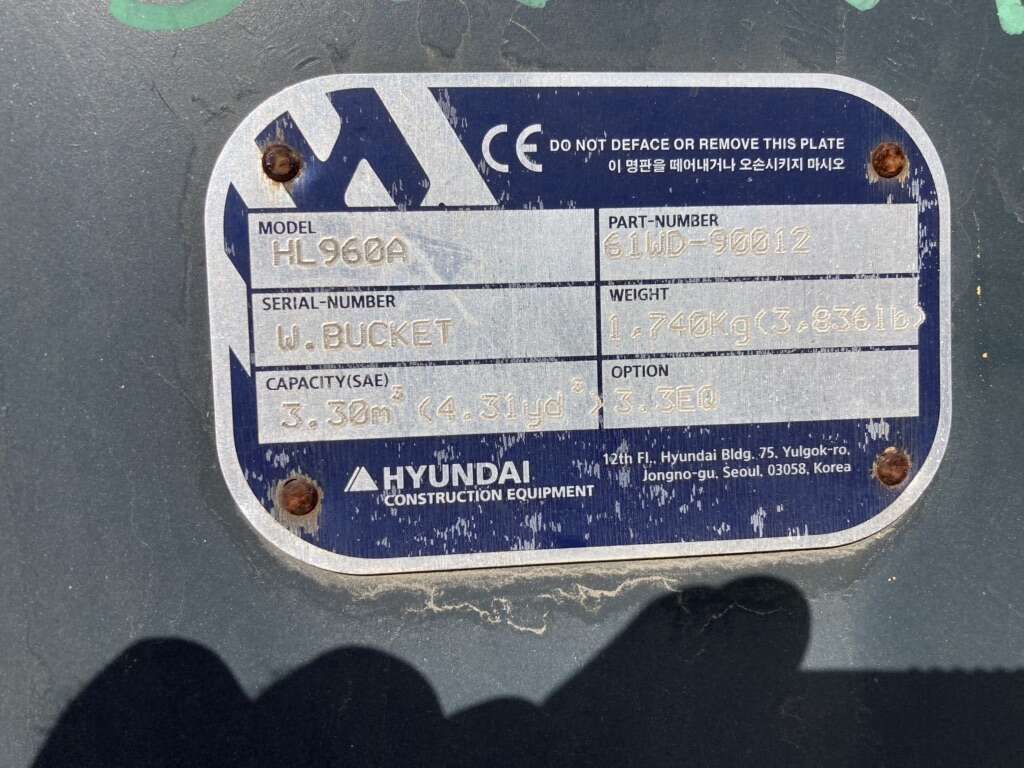 CE DO NOT DEFACE OR REMOVE THIS PLATE
이 명판을 떼어내거나 오손시키지 마시오
MODEL
HL960A
PART-NUMBER
61WD-90012
SERIAL-NUMBER
W.BUCKET
WEIGHT
1,740Kg(3,836lb)
CAPACITY(SAE)
3.30m³ (4.31yd³)
OPTION
3.3EQ
HYUNDAI
CONSTRUCTION EQUIPMENT
12th Fl., Hyundai Bldg. 75, Yulgok-ro,
Jongno-gu, Seoul, 03058, Korea